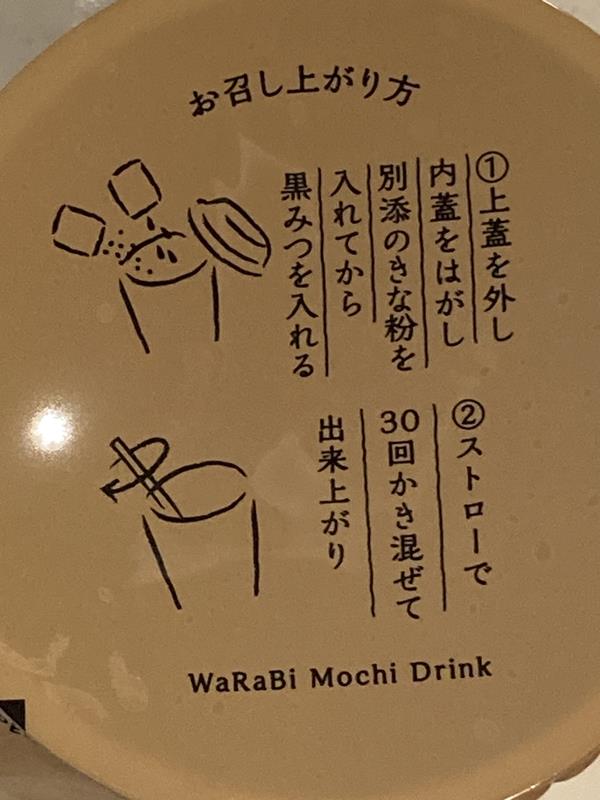 お召し上がり方
①上蓋を外し
内蓋をはがし
別添のきな粉を
入れてから
黒みつを入れる
②ストローで
30回かき混ぜて
出来上がり
WaRaBi Mochi Drink